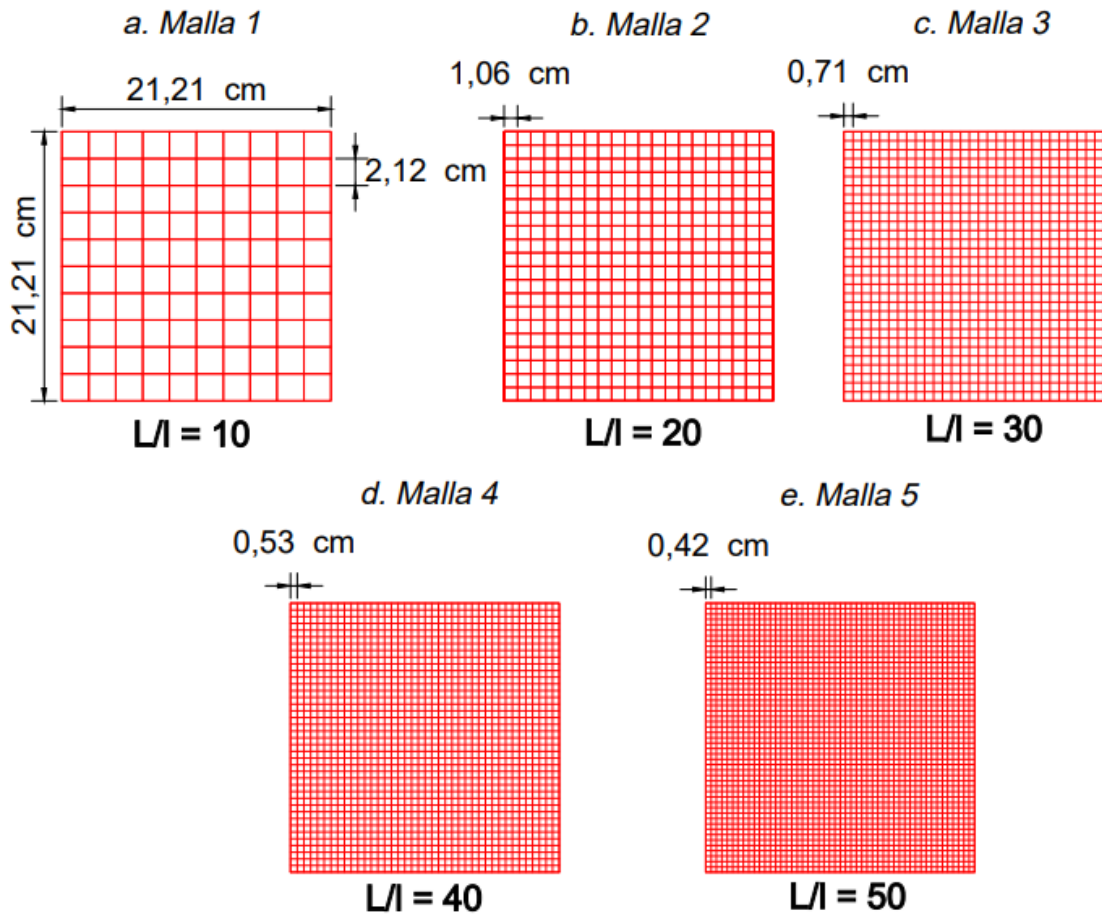 a. Malla 1
21,21 cm
21,21 cm
2,12 cm
L/l = 10
b. Malla 2
1,06 cm
L/l = 20
c. Malla 3
0,71 cm
L/l = 30
d. Malla 4
0,53 cm
L/l = 40
e. Malla 5
0,42 cm
L/l = 50